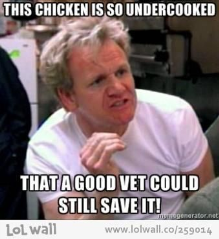 THIS CHICKEN IS SO UNDERCOOKED
THAT A GOOD VET COULD
STILL SAVE IT!
memegenerator.net
LOL wall
www.lolwall.co/259014